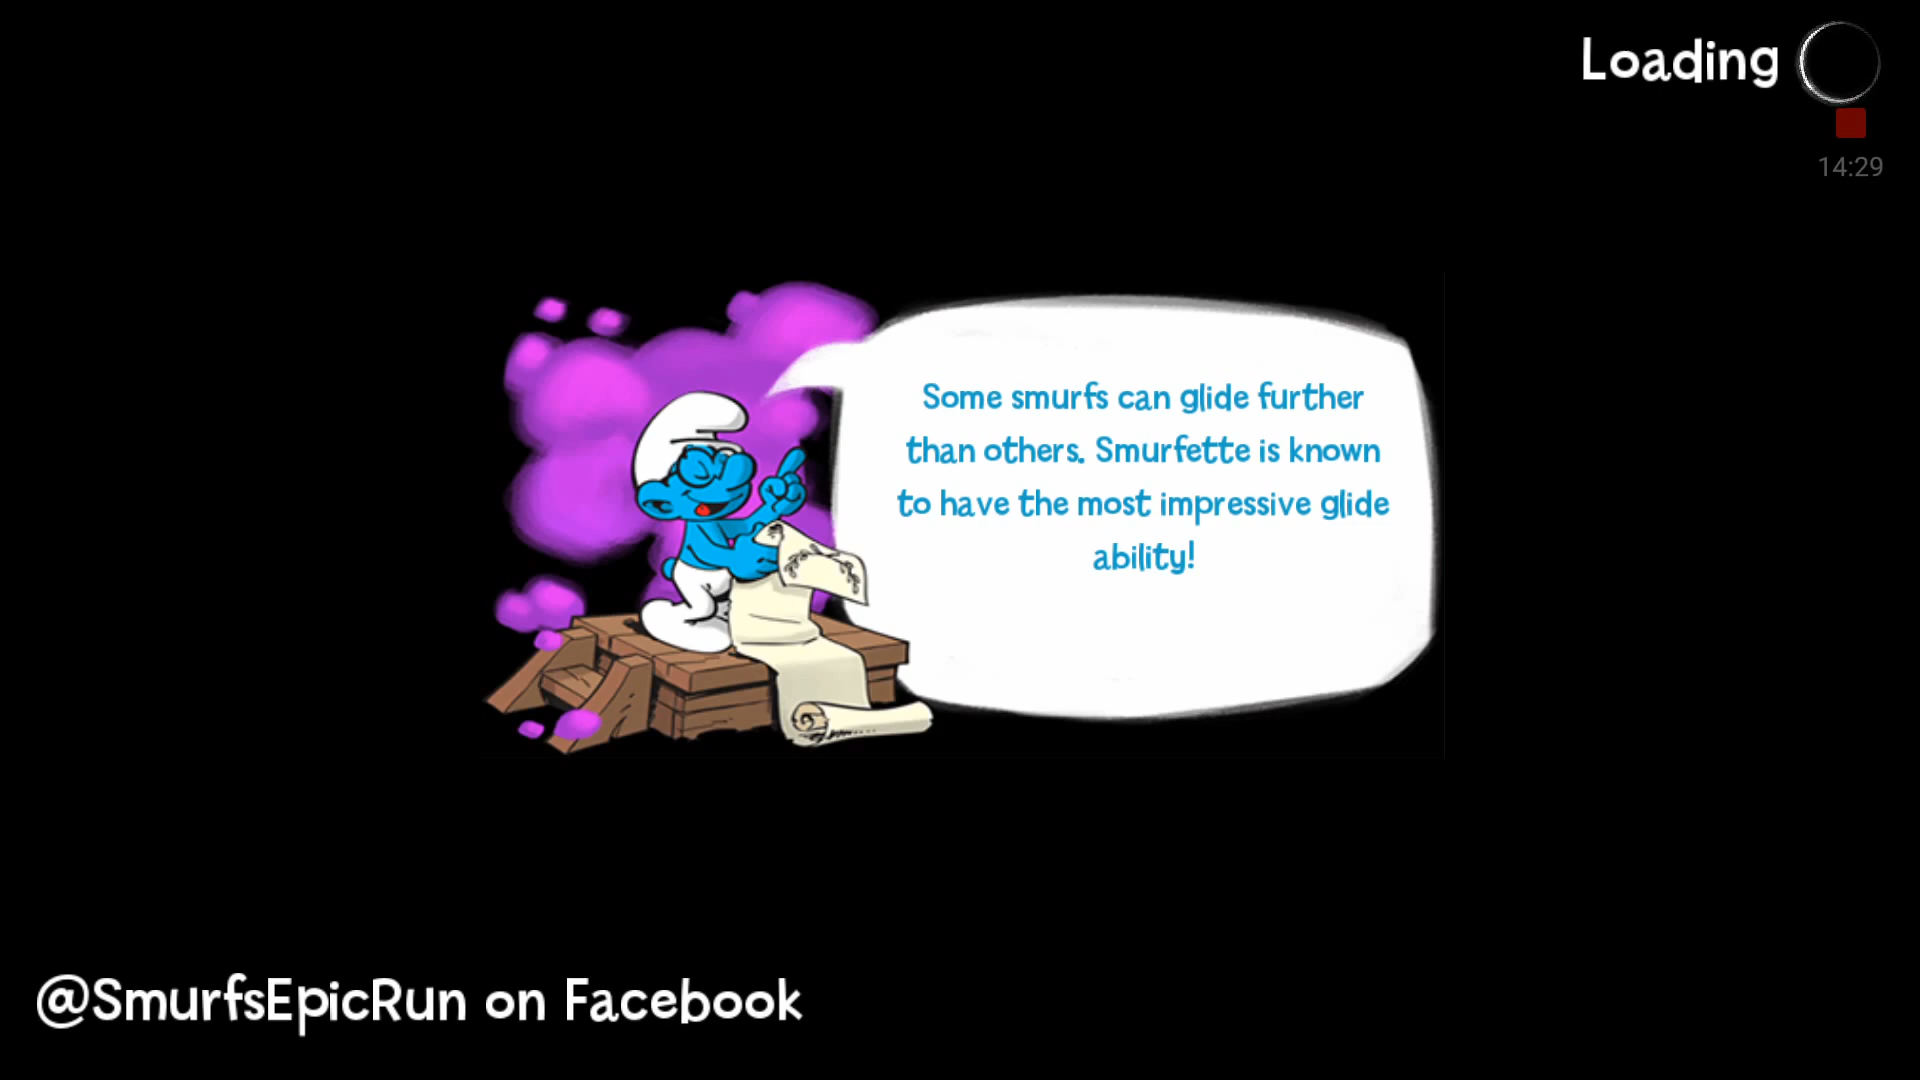 Loading
14:29
Some smurfs can glide further
than others. Smurfette is known
to have the most impressive glide
ability!
@SmurfsEpicRun on Facebook